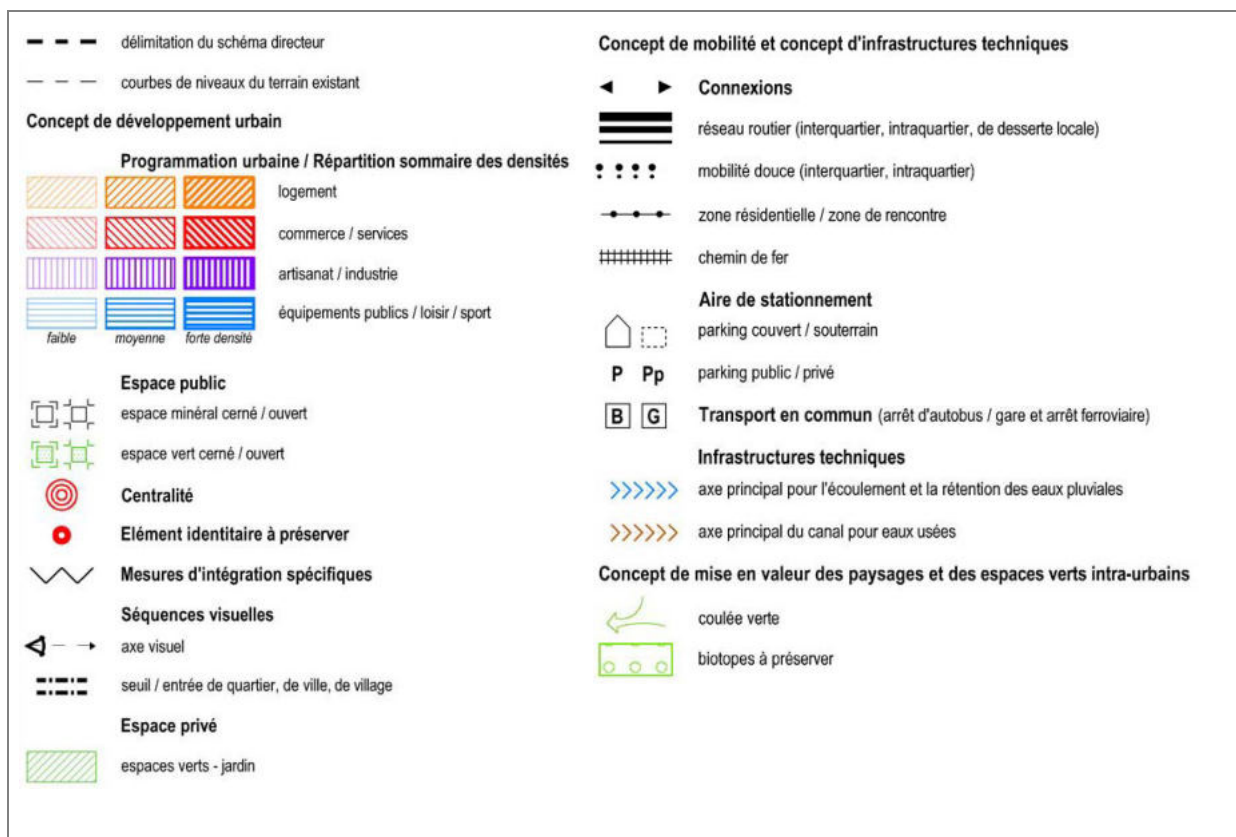 délimitation du schéma directeur
courbes de niveaux du terrain existant
Concept de développement urbain
Programmation urbaine / Répartition sommaire des densités
logement
commerce / services
artisanat / industrie
équipements publics / loisir / sport
faible moyenne forte densité
Espace public
espace minéral cerné / ouvert
espace vert cerné / ouvert
Centralité
Elément identitaire à préserver
Mesures d'intégration spécifiques
Séquences visuelles
axe visuel
seuil / entrée de quartier, de ville, de village
Espace privé
espaces verts - jardin
Concept de mobilité et concept d'infrastructures techniques
Connexions
réseau routier (interquartier, intraquartier, de desserte locale)
mobilité douce (interquartier, intraquartier)
zone résidentielle / zone de rencontre
chemin de fer
Aire de stationnement
parking couvert / souterrain
P Pp parking public / privé
B G Transport en commun (arrêt d'autobus / gare et arrêt ferroviaire)
Infrastructures techniques
axe principal pour l'écoulement et la rétention des eaux pluviales
axe principal du canal pour eaux usées
Concept de mise en valeur des paysages et des espaces verts intra-urbains
coulée verte
biotopes à préserver